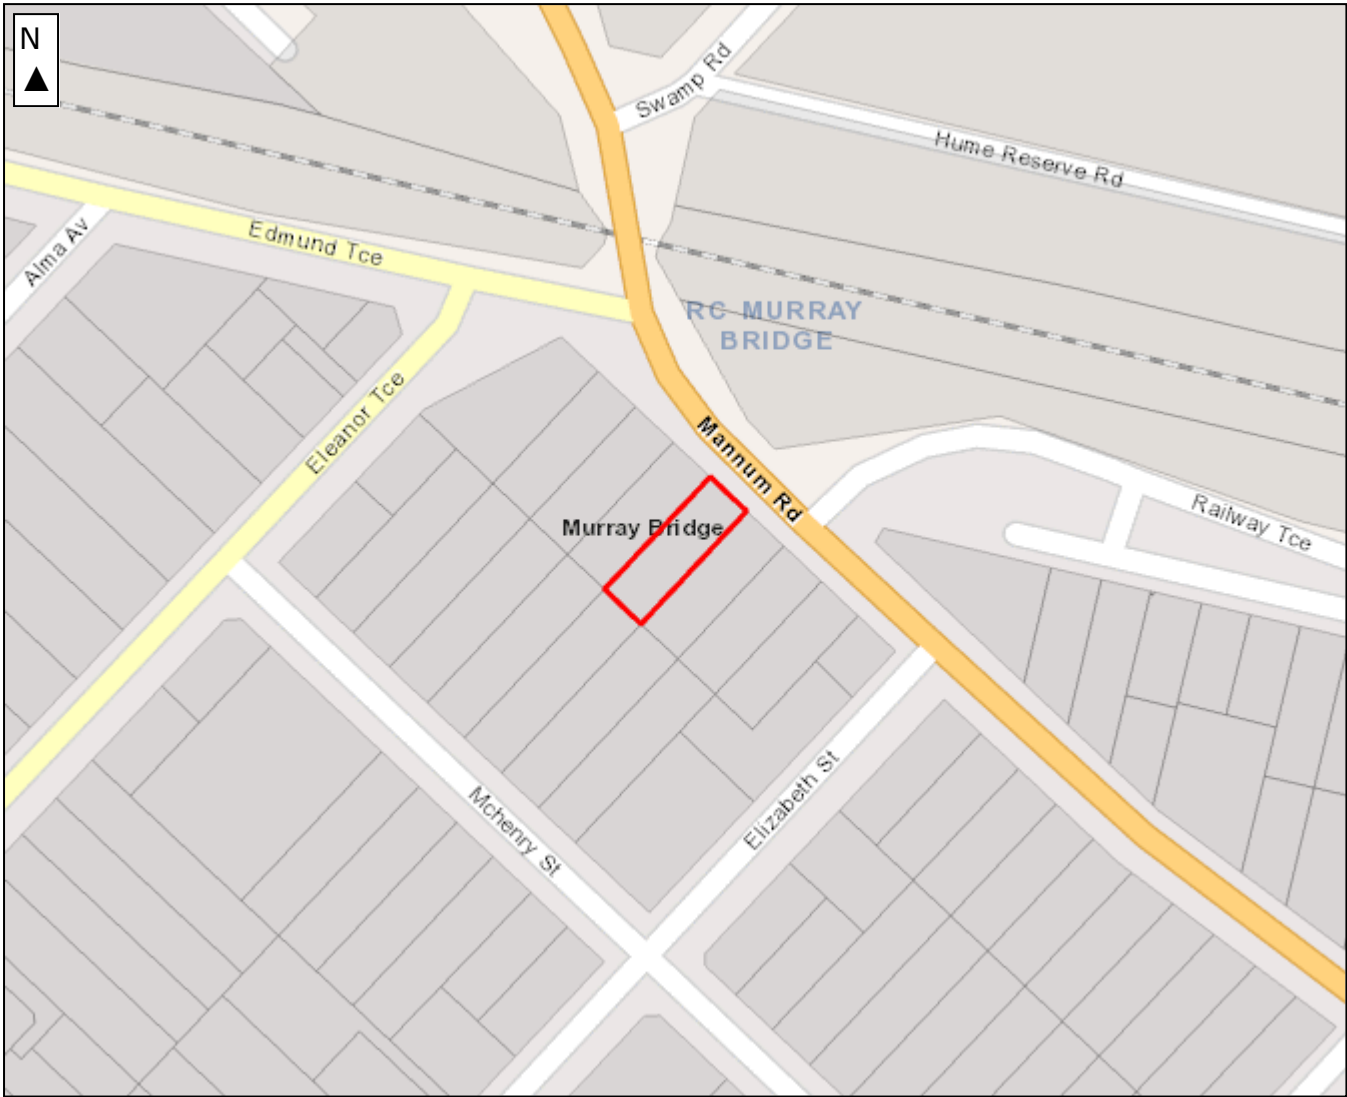 N
Swamp Rd
Hume Reserve Rd
Edmund Tce
Alma Av
RC MURRAY
BRIDGE
Eleanor Tce
Mannum Rd
Murray Bridge
Railway Tce
Elizabeth St
Mchenry St